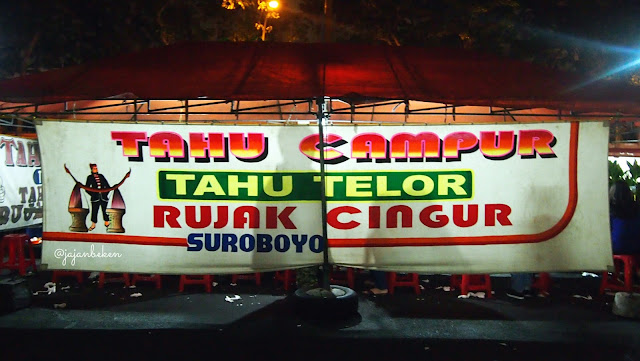 TAHU CAMPUR
TAHU TELOR
RUJAK CINGUR
SUROBOYO
@jajanbeken